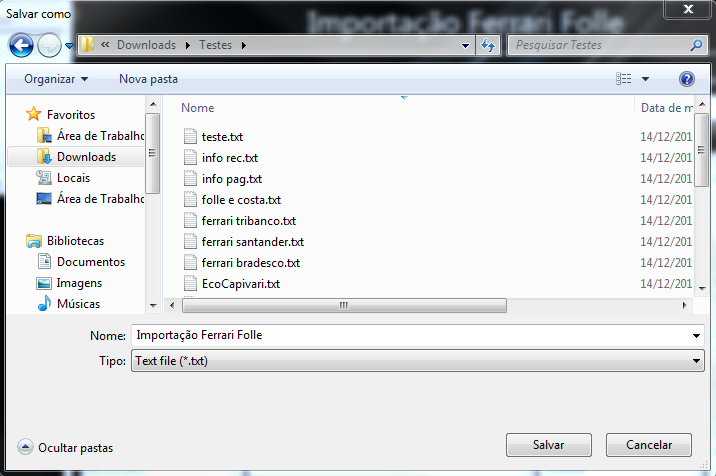 Importação Ferrari Folle
Salvar como
« Downloads Testes
Pesquisar Testes
Organizar
Nova pasta
Favoritos
Área de Trabalho
Downloads
Locais
Área de Trabalho
Bibliotecas
Documentos
Imagens
Músicas
Nome
Data de m
teste.txt 14/12/201
info rec.txt 14/12/201
info pag.txt 14/12/201
folle e costa.txt 14/12/201
ferrari tribanco.txt 14/12/201
ferrari santander.txt 14/12/201
ferrari bradesco.txt 14/12/201
EcoCapivari.txt 14/12/201
Nome: Importação Ferrari Folle
Tipo: Text file (*.txt)
Ocultar pastas
Salvar
Cancelar